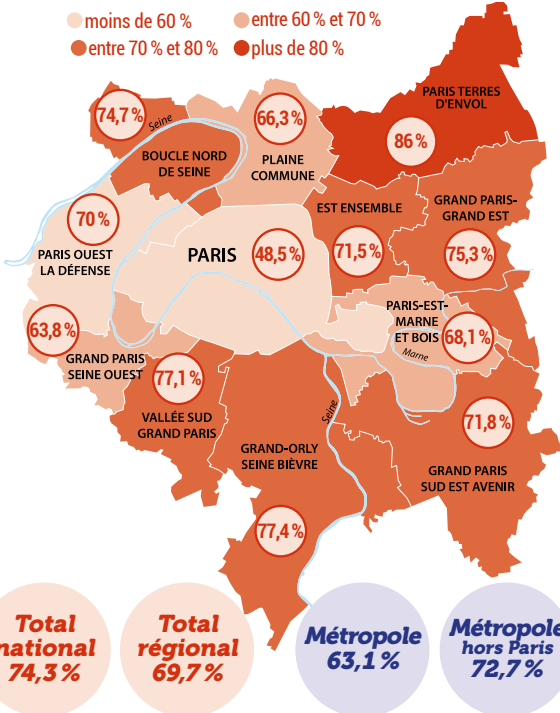 moins de 60 %
entre 60 % et 70 %
entre 70 % et 80 %
plus de 80 %
PARIS TERRES
D'ENVOL
86 %
74,7 %
Seine
BOUCLE NORD
DE SEINE
66,3 %
PLAINE
COMMUNE
70 %
PARIS OUEST
LA DÉFENSE
PARIS
48,5 %
EST ENSEMBLE
71,5 %
GRAND PARIS-
GRAND EST
75,3 %
63,8 %
GRAND PARIS
SEINE OUEST
PARIS-EST-
MARNE
ET BOIS
68,1 %
Marne
77,1 %
VALLÉE SUD
GRAND PARIS
Seine
GRAND-ORLY
SEINE BIÈVRE
77,4 %
71,8 %
GRAND PARIS
SUD EST AVENIR
Total
national
74,3 %
Total
régional
69,7 %
Métropole
63,1 %
Métropole
hors Paris
72,7 %